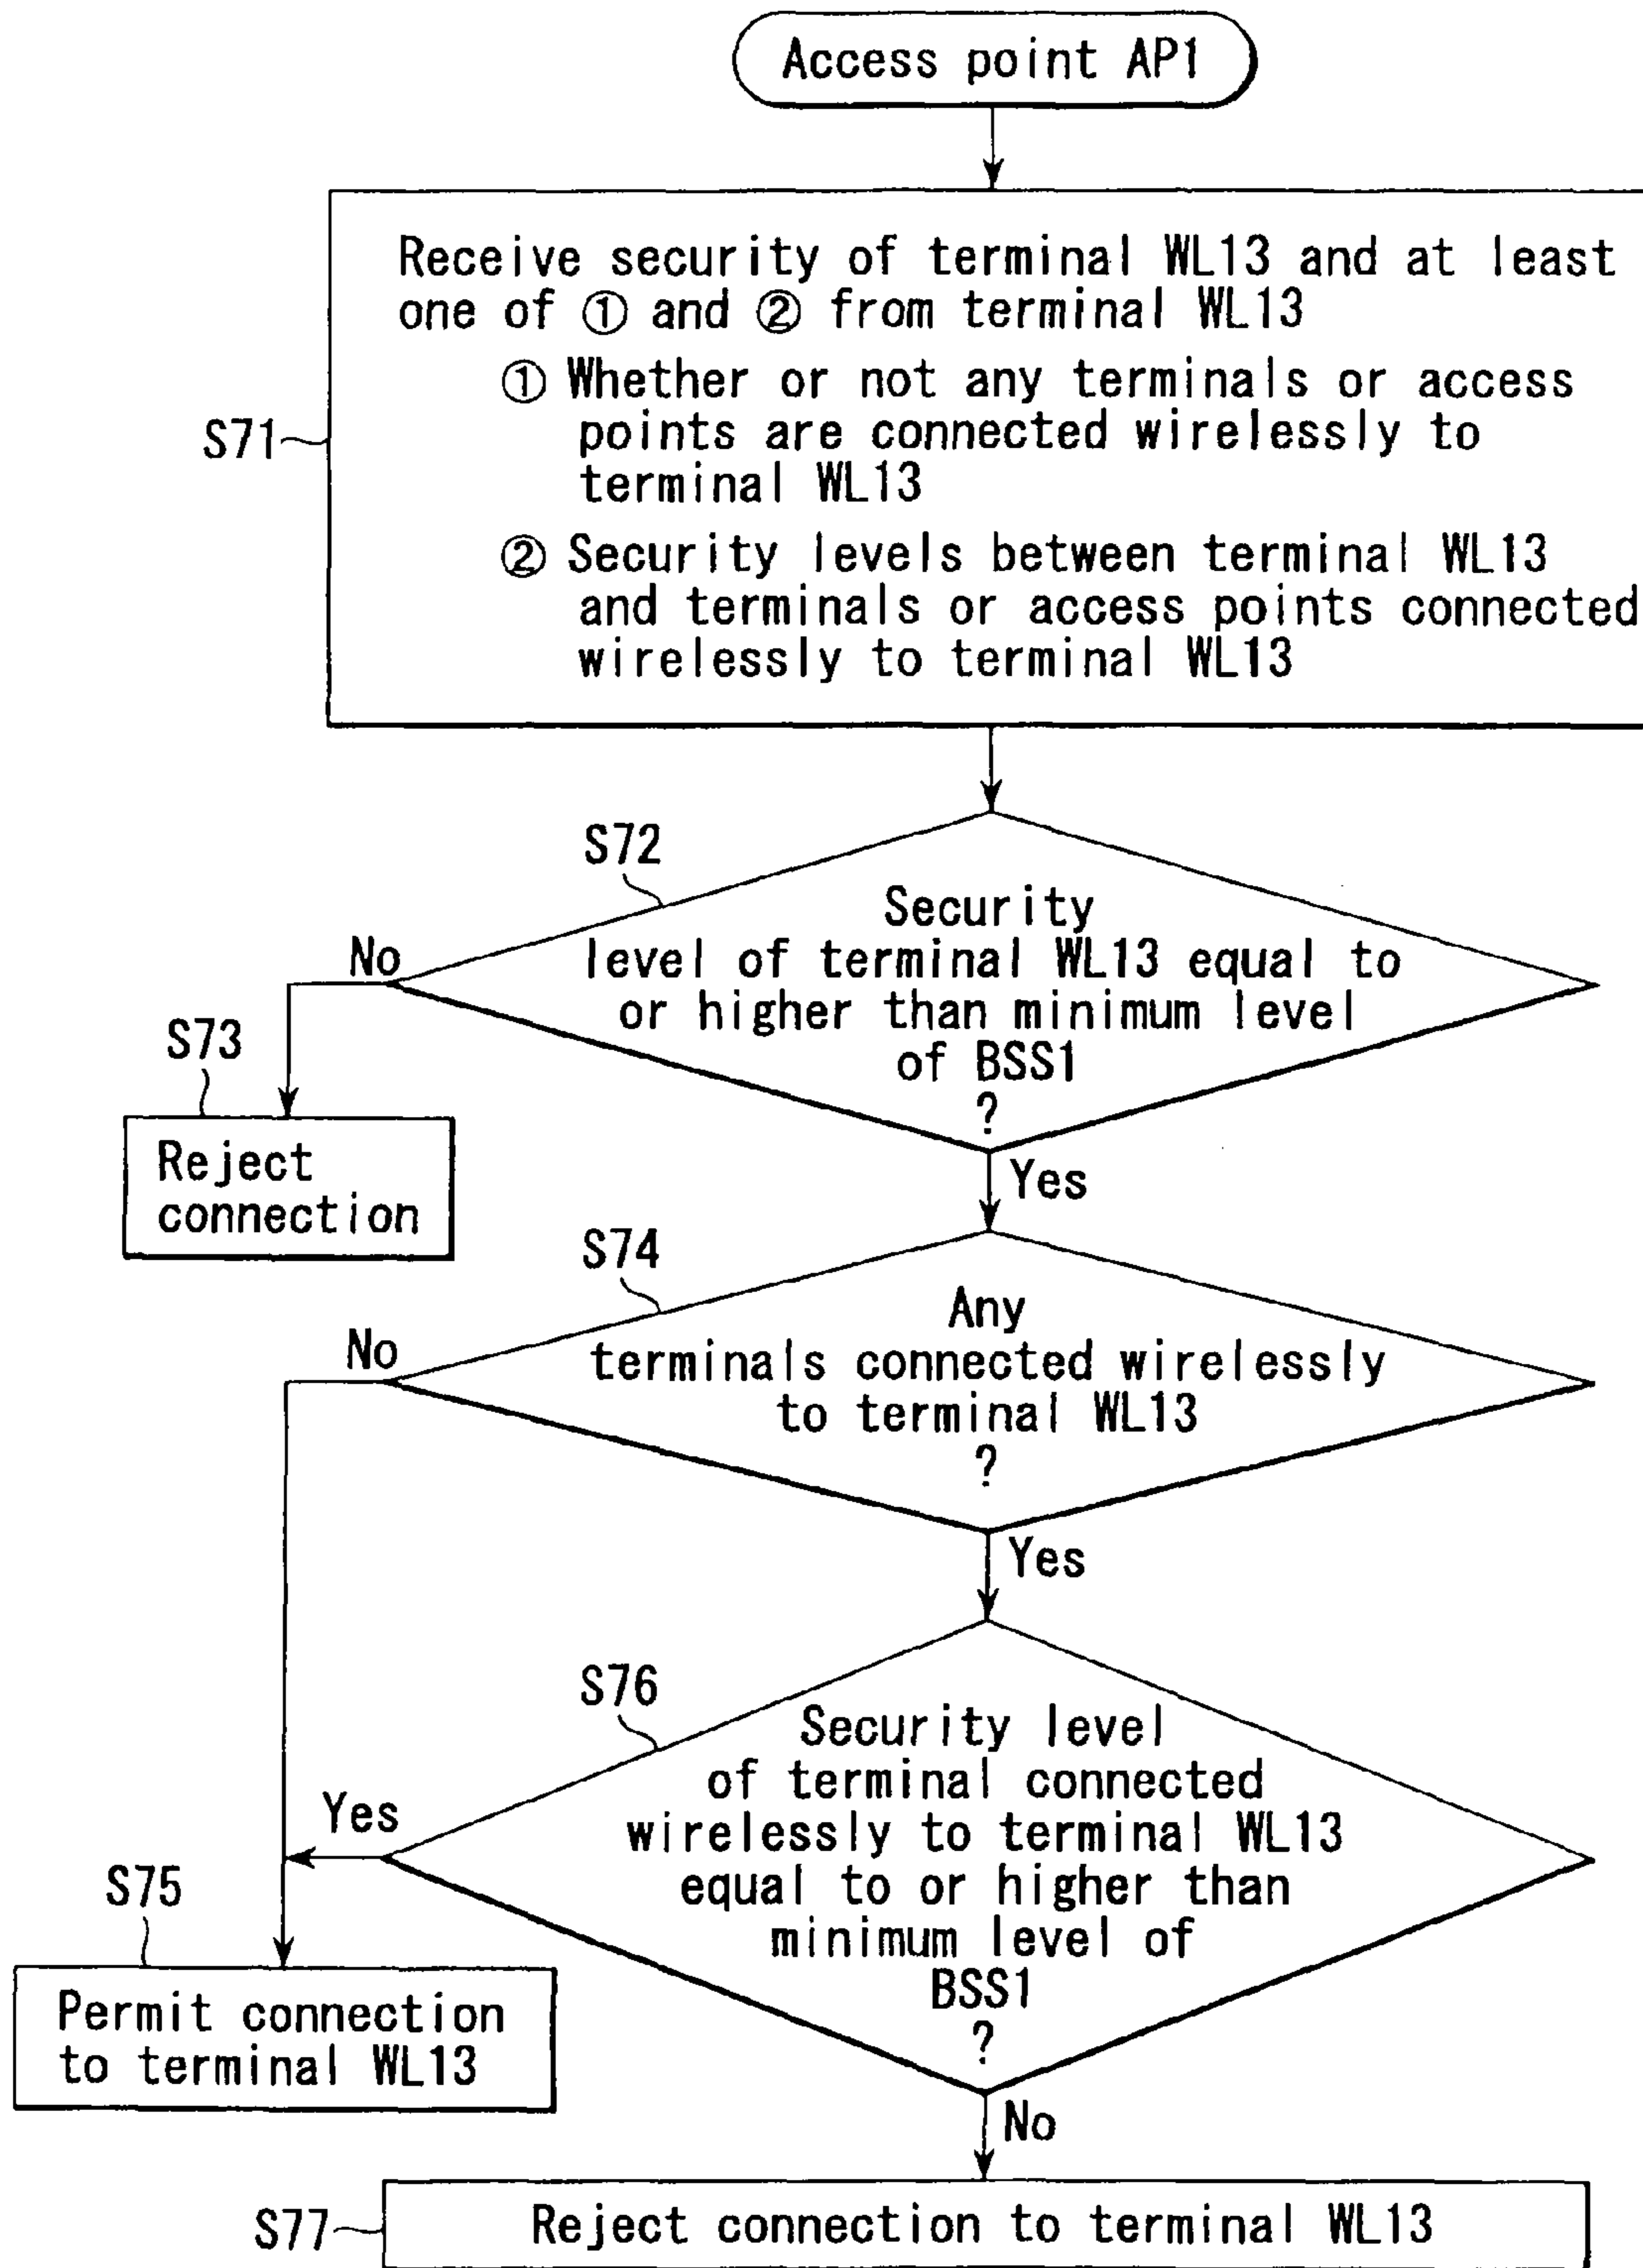 Access point AP1
Receive security of terminal WL13 and at least
one of ① and ② from terminal WL13
① Whether or not any terminals or access
points are connected wirelessly to
terminal WL13
② Security levels between terminal WL13
and terminals or access points connected
wirelessly to terminal WL13
S71
S72
Security
level of terminal WL13 equal to
or higher than minimum level
of BSS1
?
No
Yes
S73
Reject
connection
S74
Any
terminals connected wirelessly
to terminal WL13
?
No
Yes
S76
Security level
of terminal connected
wirelessly to terminal WL13
equal to or higher than
minimum level of
BSS1
?
Yes
No
S75
Permit connection
to terminal WL13
S77
Reject connection to terminal WL13